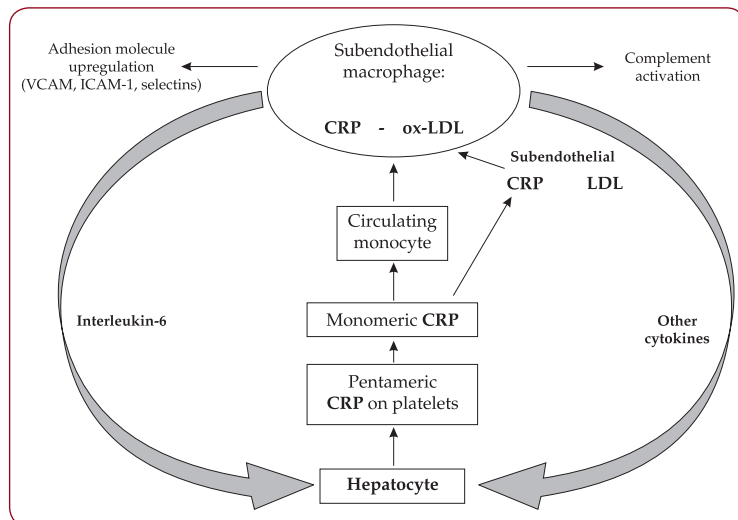 Adhesion molecule
upregulation
(VCAM, ICAM-1, selectins)
Subendothelial
macrophage:
CRP - ox-LDL
Complement
activation
Subendothelial
CRP LDL
Circulating
monocyte
Interleukin-6
Monomeric CRP
Other
cytokines
Pentameric
CRP on platelets
Hepatocyte